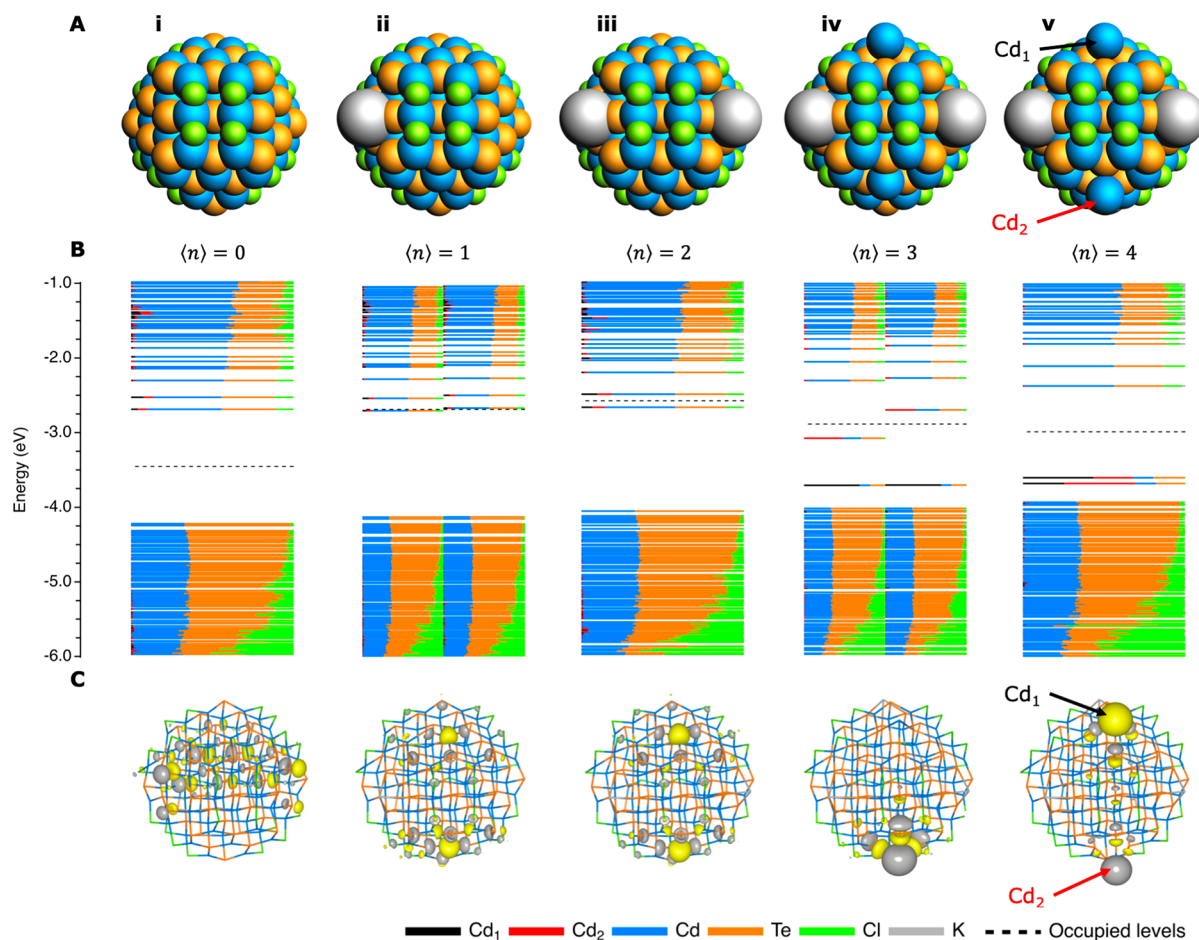 A i ii iii iv v
Cd1
Cd2
B ⟨n⟩ = 0 ⟨n⟩ = 1 ⟨n⟩ = 2 ⟨n⟩ = 3 ⟨n⟩ = 4
-1.0
-2.0
-3.0
-4.0
-5.0
-6.0
Energy (eV)
C
Cd1
Cd2
Cd1 Cd2 Cd Te Cl K Occupied levels